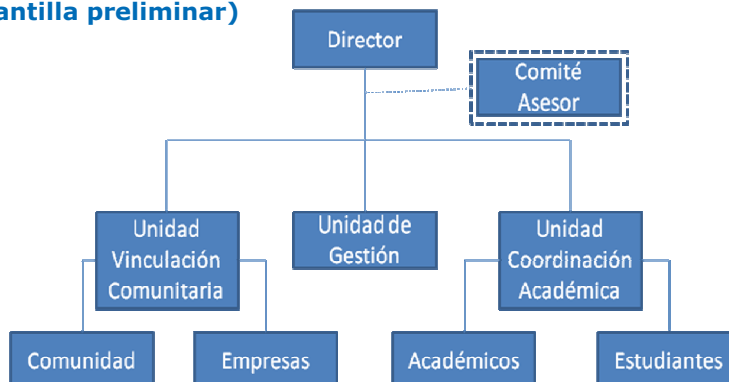 antilla preliminar)
Director
Comité
Asesor
Unidad
Vinculación
Comunitaria
Unidad de
Gestión
Unidad
Coordinación
Académica
Comunidad
Empresas
Académicos
Estudiantes